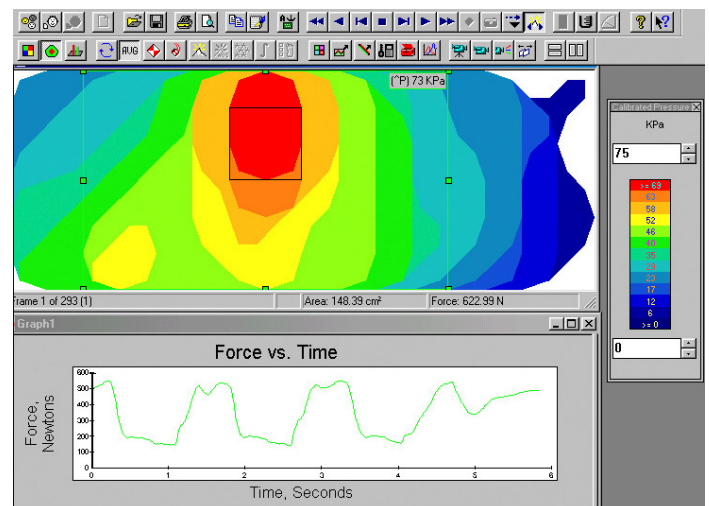 AVG
(^P) 73 KPa
Frame 1 of 293 (1)
Area: 148.39 cm²
Force: 622.99 N
Calibrated Pressure
KPa
75
>= 69
63
58
52
46
40
35
29
23
17
12
6
>= 0
0
Graph1
Force vs. Time
Force,
Newtons
600
500
400
300
200
100
0
0 1 2 3 4 5 6
Time, Seconds